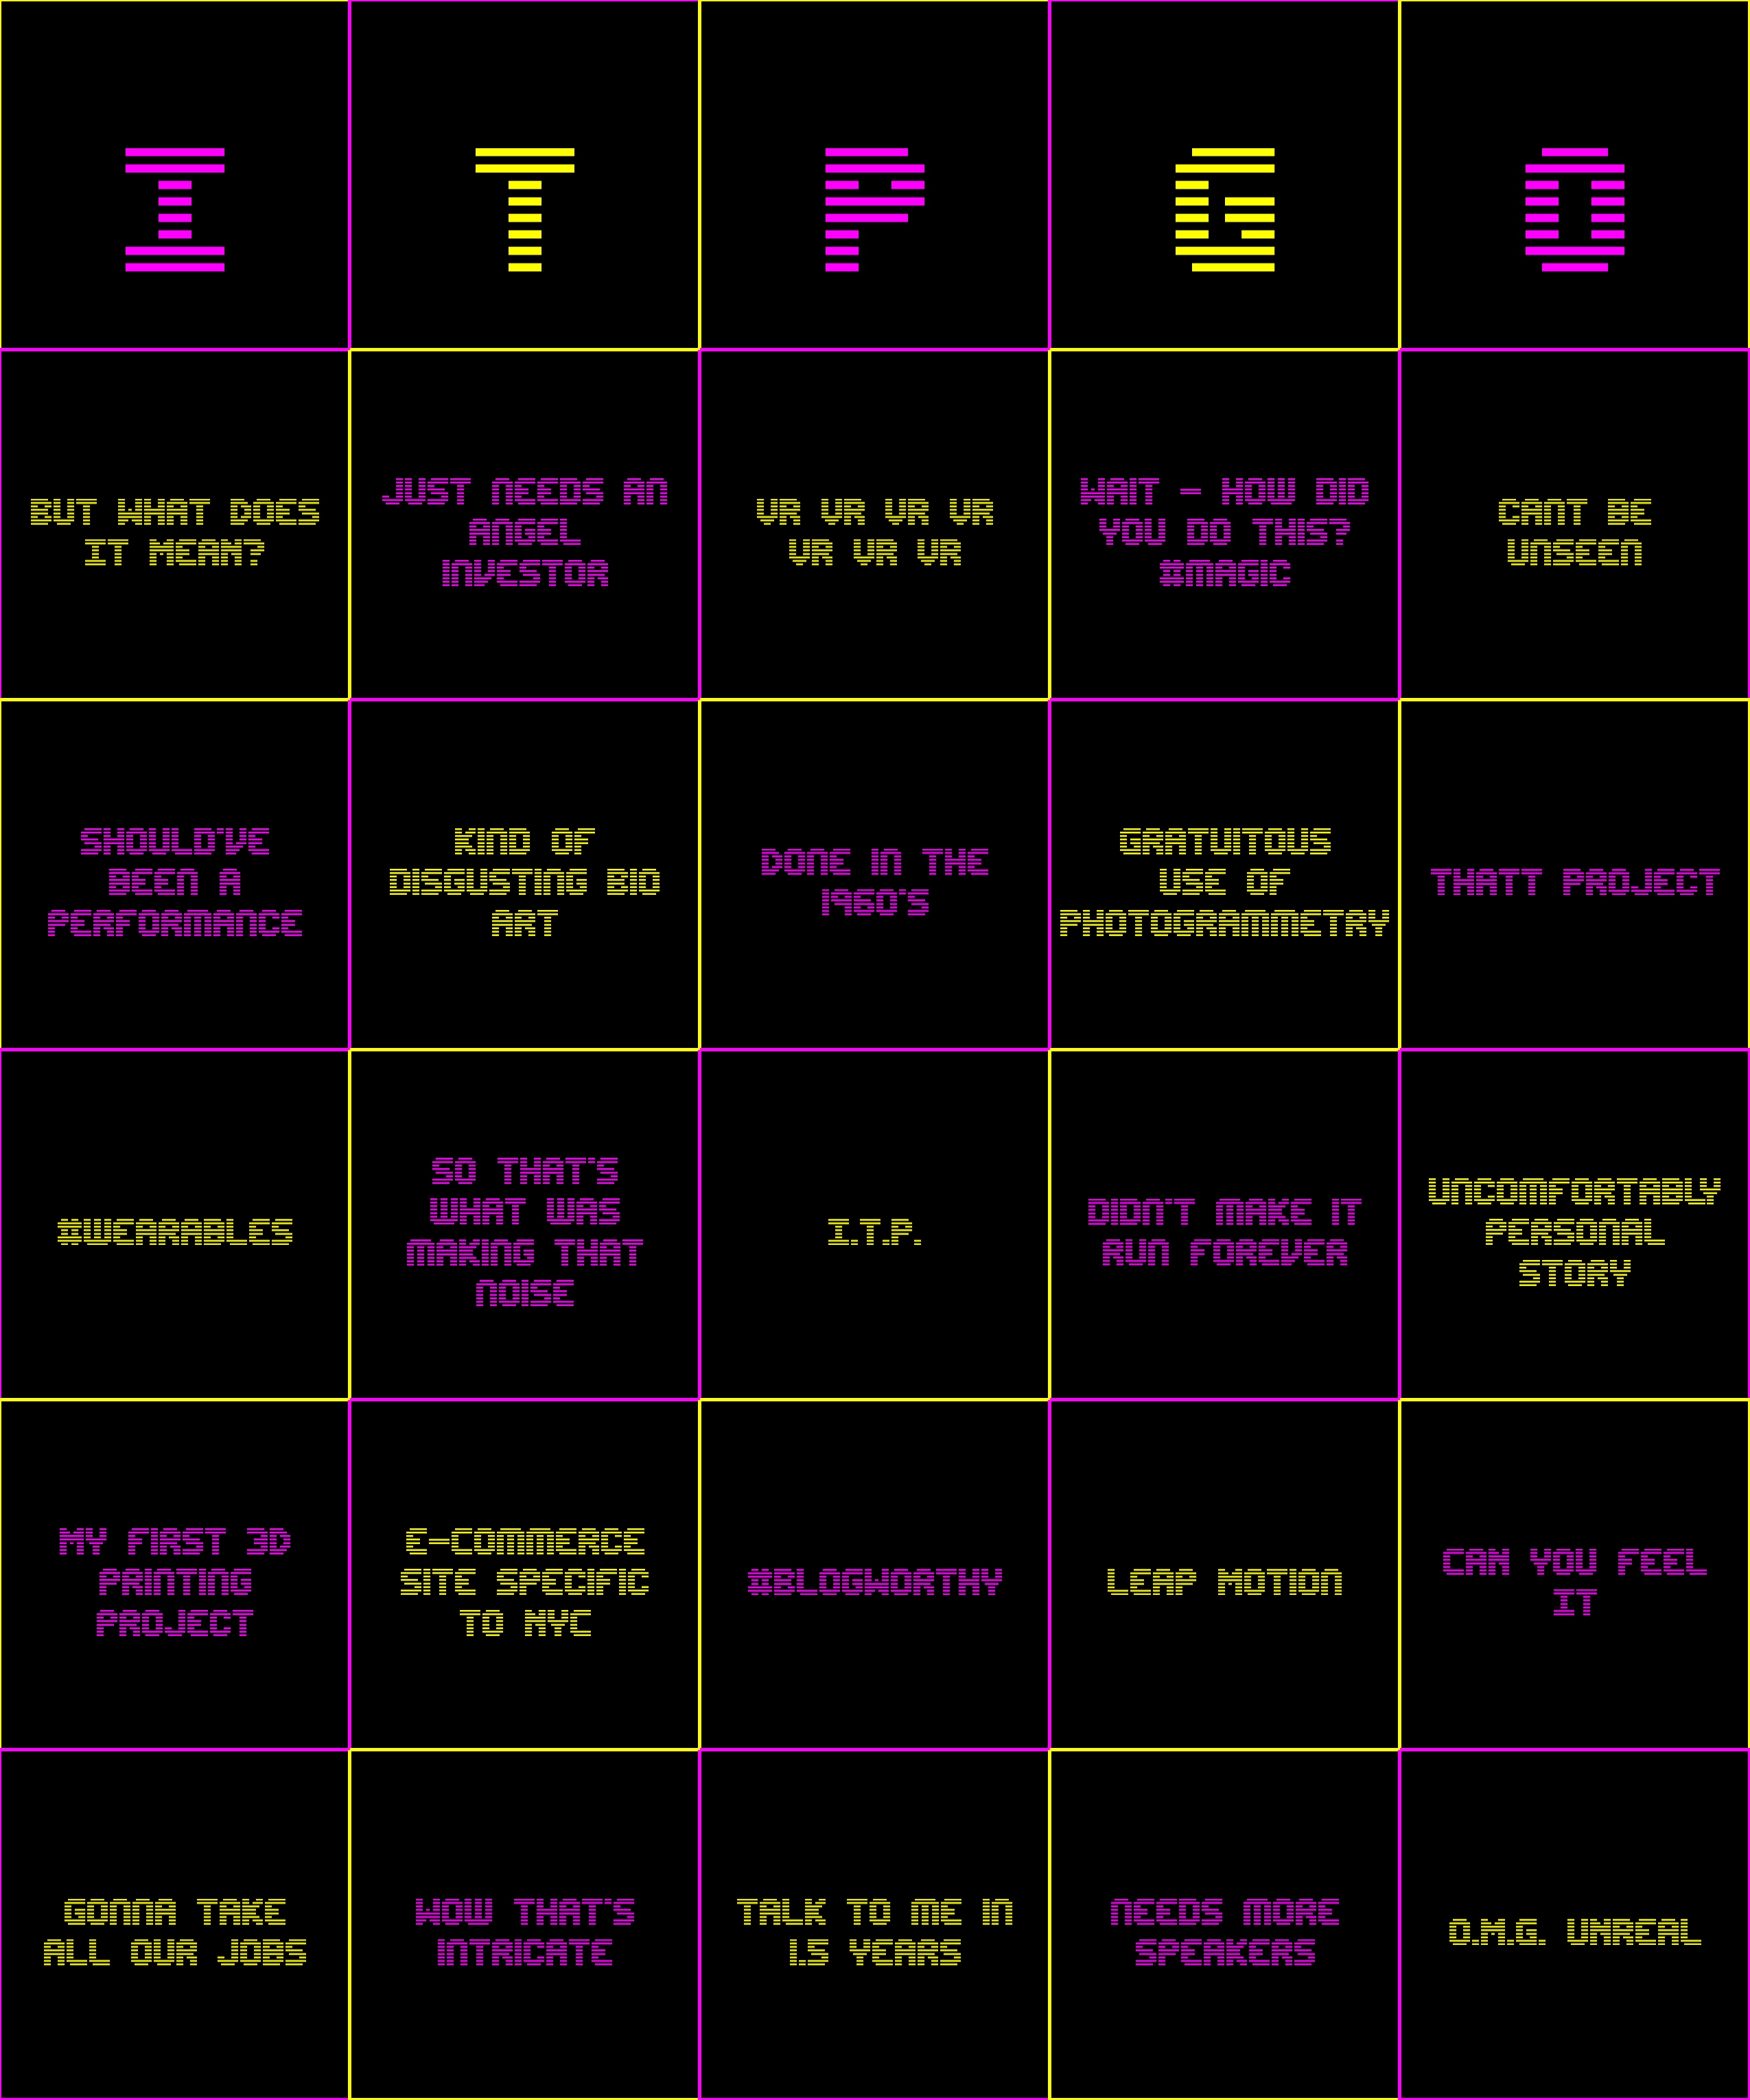 I T P G O
BUT WHAT DOES
IT MEAN?
JUST NEEDS AN
ANGEL
INVESTOR
VR VR VR VR
VR VR VR
WAIT - HOW DID
YOU DO THIS?
#MAGIC
CANT BE
UNSEEN
SHOULD'VE
BEEN A
PERFORMANCE
KIND OF
DISGUSTING BIO
ART
DONE IN THE
1960'S
GRATUITOUS
USE OF
PHOTOGRAMMETRY
THATT PROJECT
#WEARABLES
SO THAT'S
WHAT WAS
MAKING THAT
NOISE
I.T.P.
DIDN'T MAKE IT
RUN FOREVER
UNCOMFORTABLY
PERSONAL
STORY
MY FIRST 3D
PRINTING
PROJECT
E-COMMERCE
SITE SPECIFIC
TO NYC
#BLOGWORTHY
LEAP MOTION
CAN YOU FEEL
IT
GONNA TAKE
ALL OUR JOBS
WOW THAT'S
INTRICATE
TALK TO ME IN
1.5 YEARS
NEEDS MORE
SPEAKERS
O.M.G. UNREAL